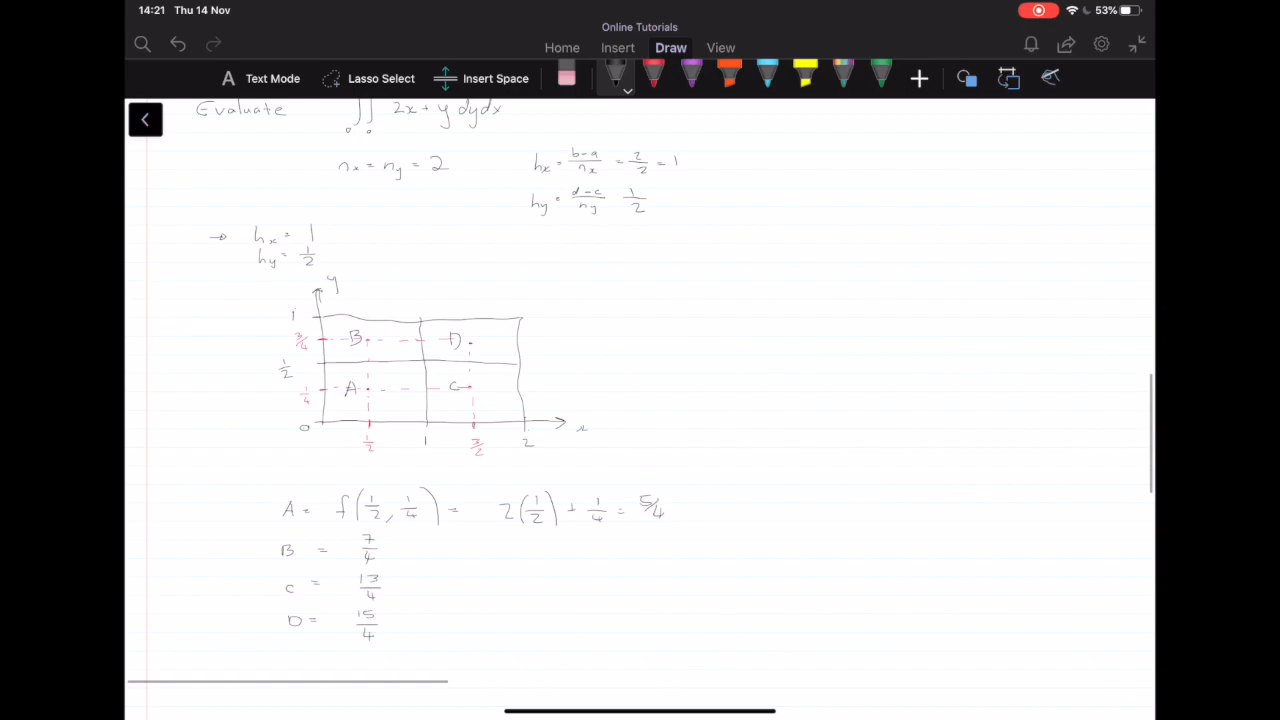 14:21 Thu 14 Nov 53%
Online Tutorials
Home Insert Draw View
A Text Mode Lasso Select Insert Space
Evaluate ∫₀∫₀ 2x + y dydx
nx = ny = 2
hx = b-a/nx = 2/2 = 1
hy = d-c/ny 1/2
→ hx = 1
hy = 1/2
y
1
3/4 B D
1/2
1/4 A C
0 1/2 1 3/2 2 x
A = f(1/2, 1/4) = 2(1/2) + 1/4 = 5/4
B = 7/4
C = 13/4
D = 15/4